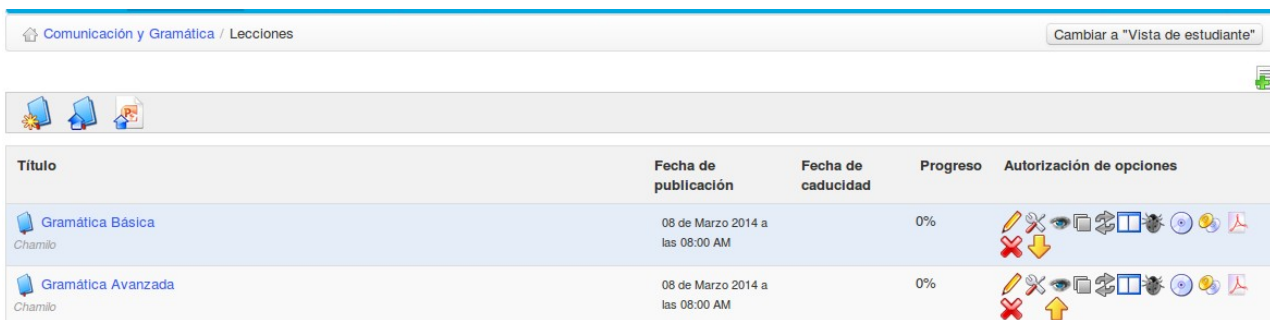 Comunicación y Gramática / Lecciones
Cambiar a "Vista de estudiante"
Título
Fecha de publicación
Fecha de caducidad
Progreso
Autorización de opciones
Gramática Básica
Chamilo
08 de Marzo 2014 a
las 08:00 AM
0%
Gramática Avanzada
Chamilo
08 de Marzo 2014 a
las 08:00 AM
0%